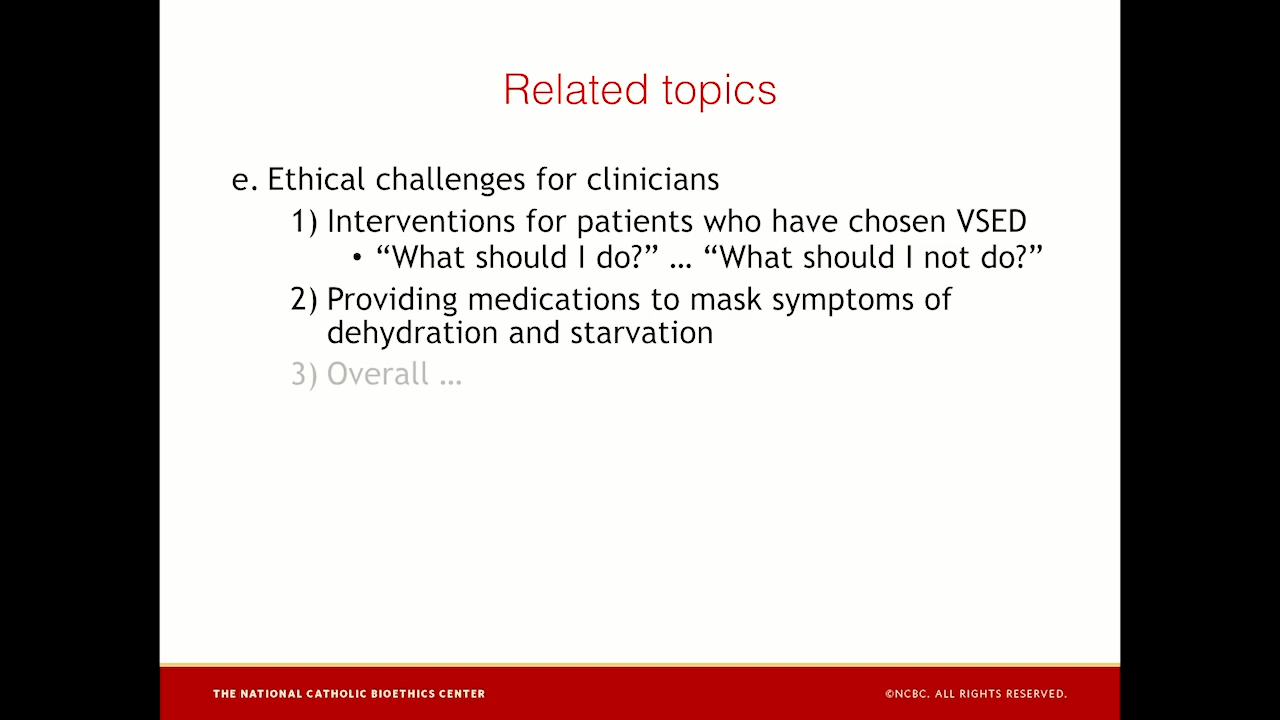 Related topics
e. Ethical challenges for clinicians
1) Interventions for patients who have chosen VSED
• “What should I do?” … “What should I not do?”
2) Providing medications to mask symptoms of
dehydration and starvation
3) Overall …
THE NATIONAL CATHOLIC BIOETHICS CENTER
©NCBC. ALL RIGHTS RESERVED.